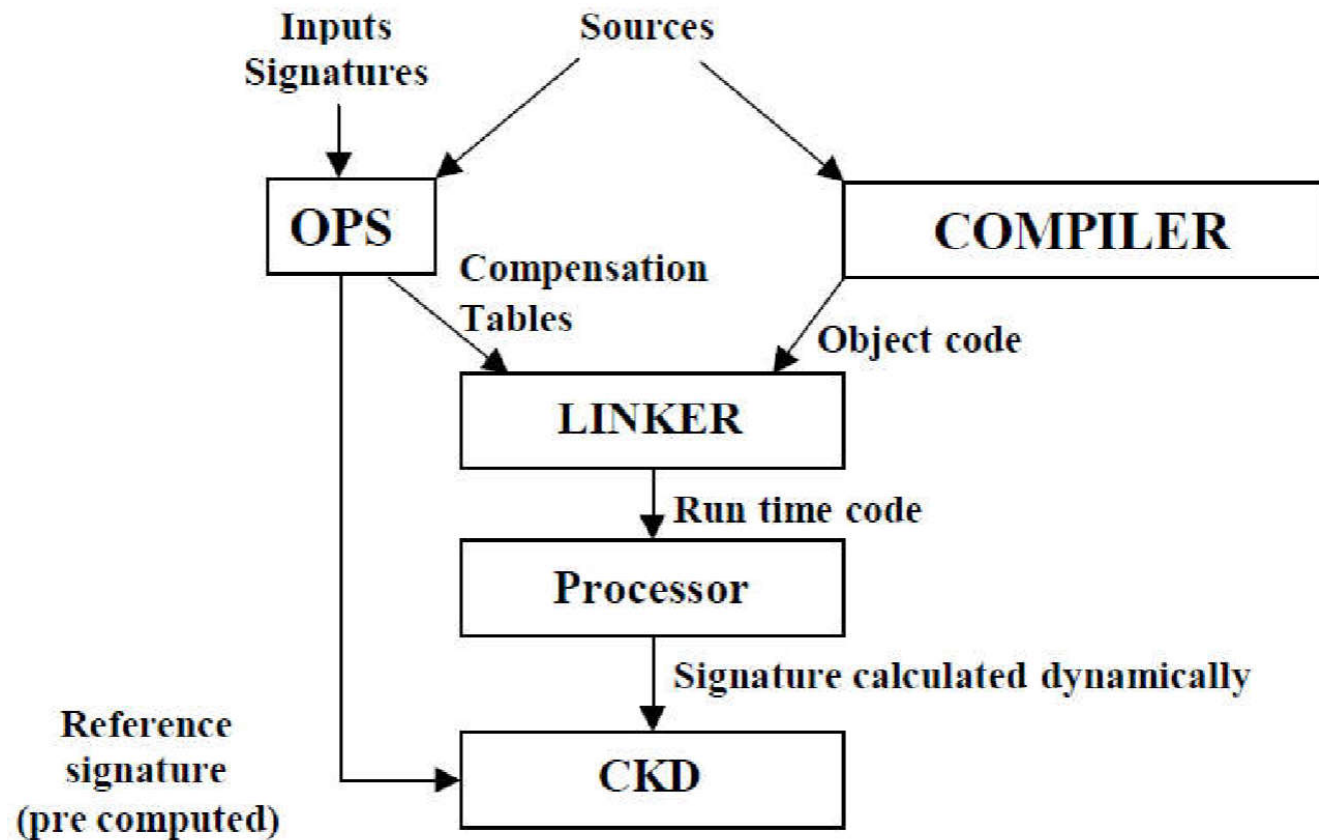 Inputs
Signatures
Sources
OPS
COMPILER
Compensation
Tables
Object code
LINKER
Run time code
Processor
Signature calculated dynamically
Reference
signature
(pre computed)
CKD